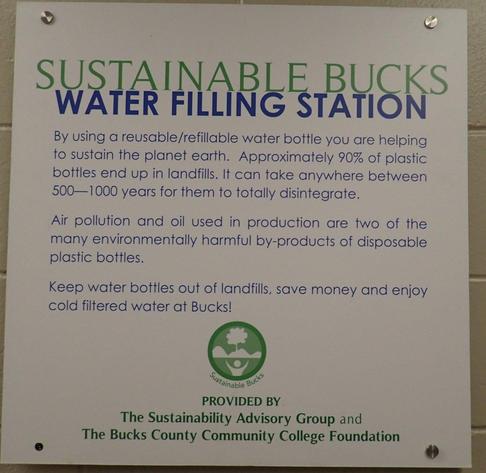 SUSTAINABLE BUCKS
WATER FILLING STATION
By using a reusable/refillable water bottle you are helping
to sustain the planet earth. Approximately 90% of plastic
bottles end up in landfills. It can take anywhere between
500—1000 years for them to totally disintegrate.
Air pollution and oil used in production are two of the
many environmentally harmful by-products of disposable
plastic bottles.
Keep water bottles out of landfills, save money and enjoy
cold filtered water at Bucks!
Sustainable Bucks
PROVIDED BY
The Sustainability Advisory Group and
The Bucks County Community College Foundation